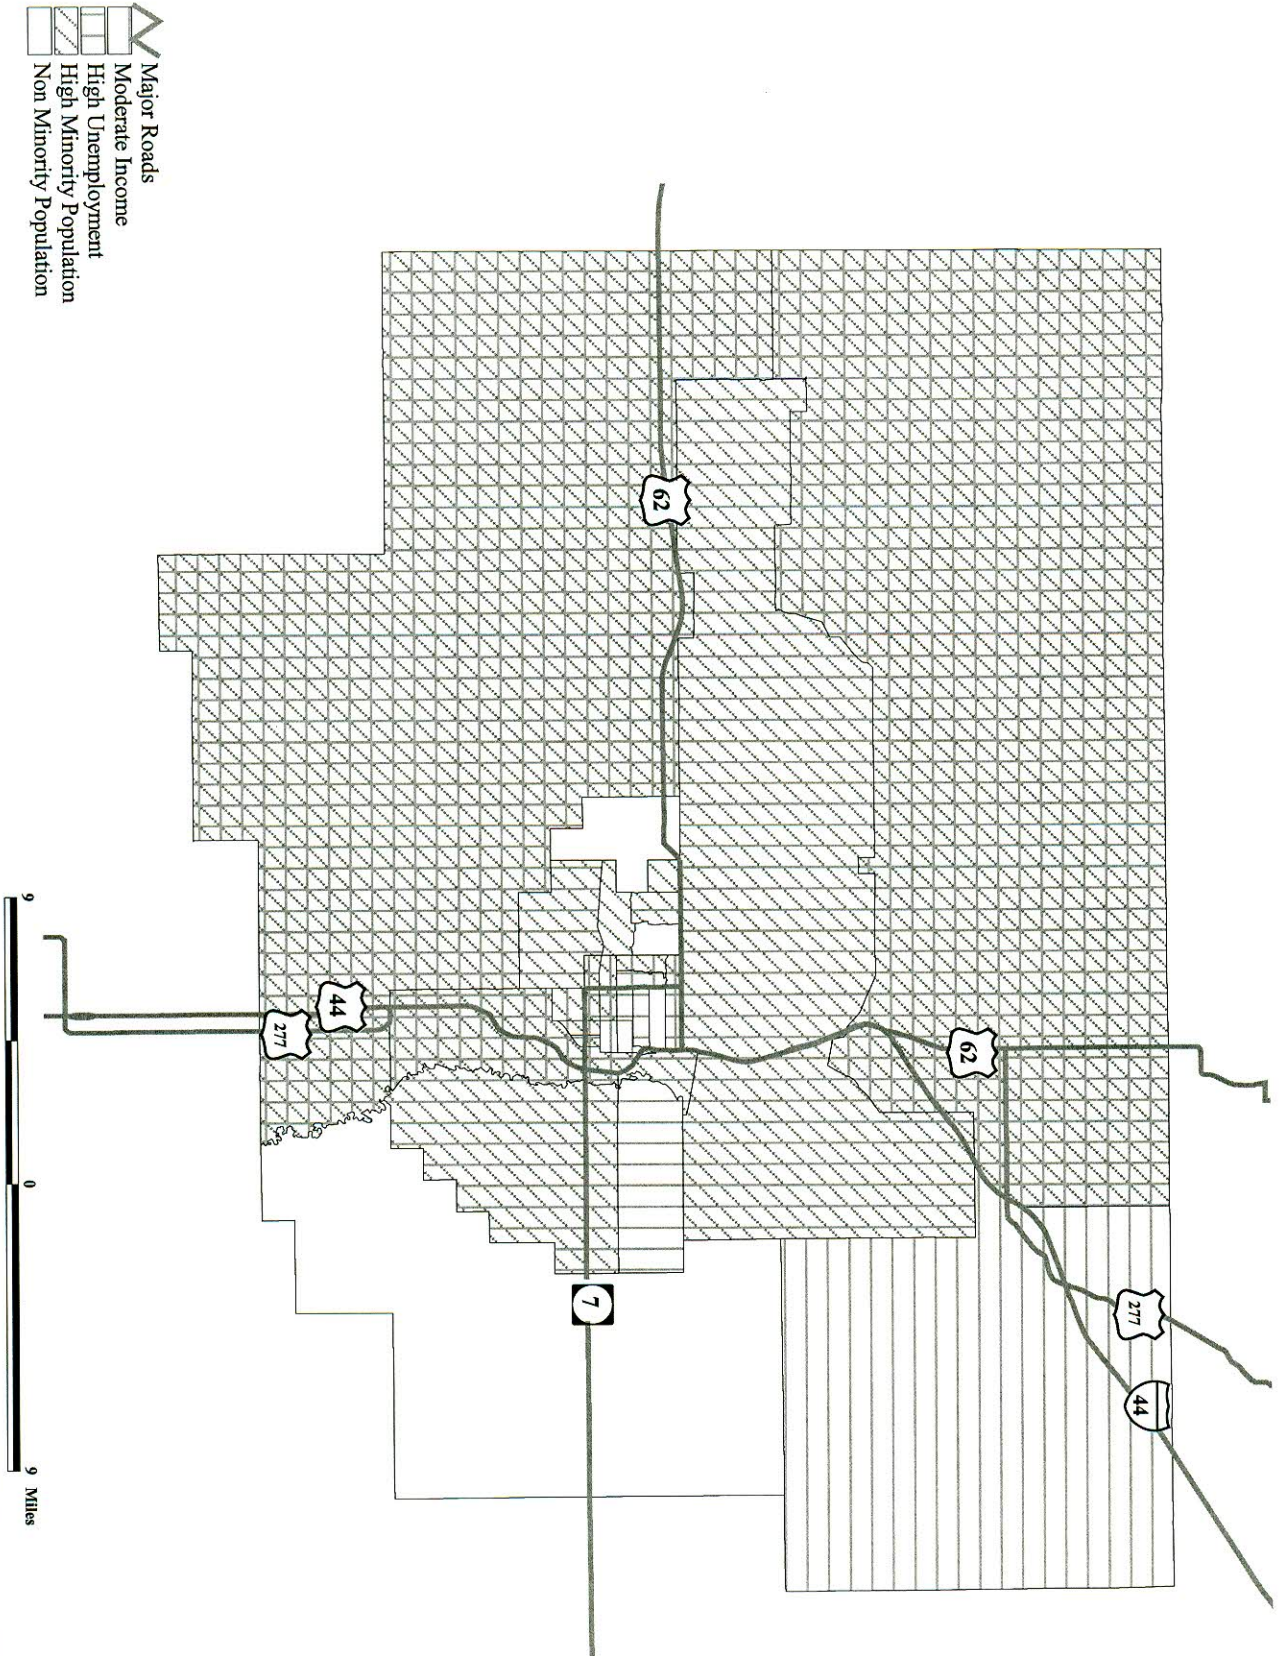 Major Roads
Moderate Income
High Unemployment
High Minority Population
Non Minority Population
62
62
277
44
44
277
7
9
0
9 Miles